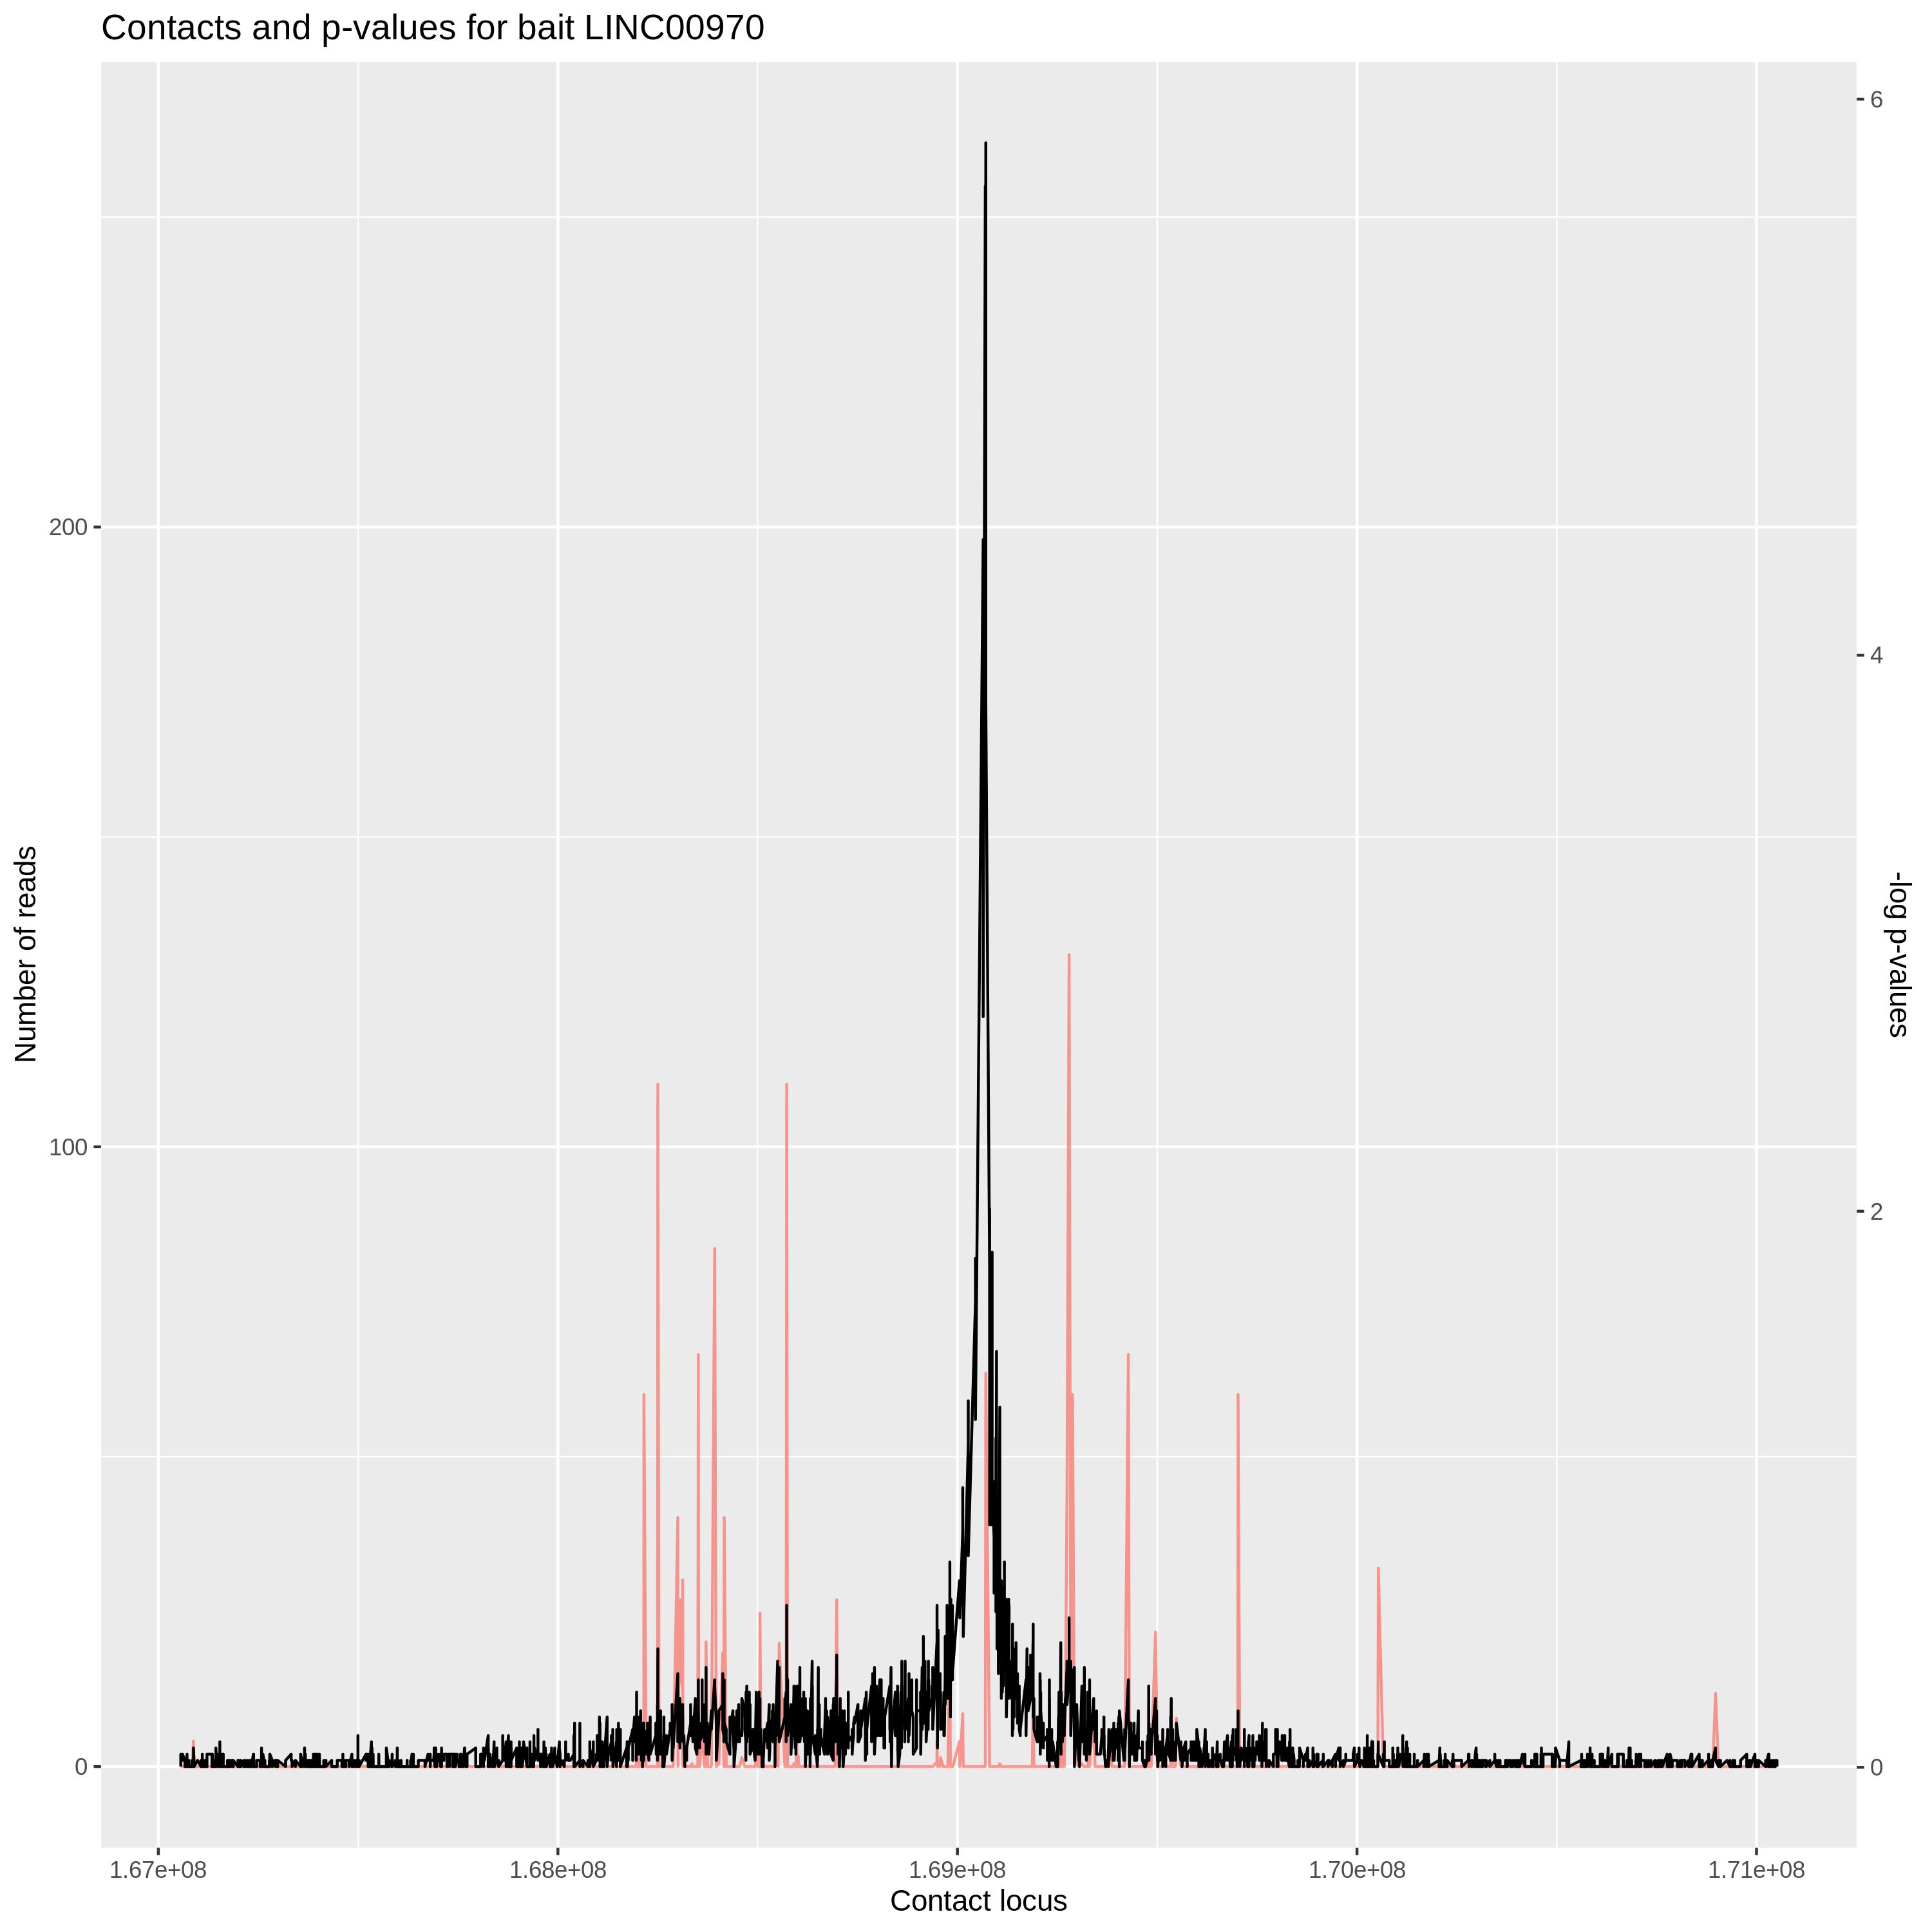 Contacts and p-values for bait LINC00970
Number of reads
200
100
0
6
4
2
0
-log p-values
1.67e+08
1.68e+08
1.69e+08
1.70e+08
1.71e+08
Contact locus